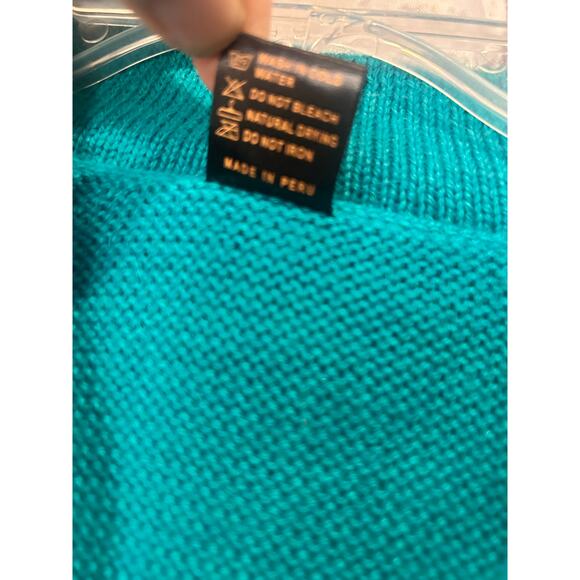 WASH IN COLD
WATER
DO NOT BLEACH
NATURAL DRYING
DO NOT IRON
MADE IN PERU